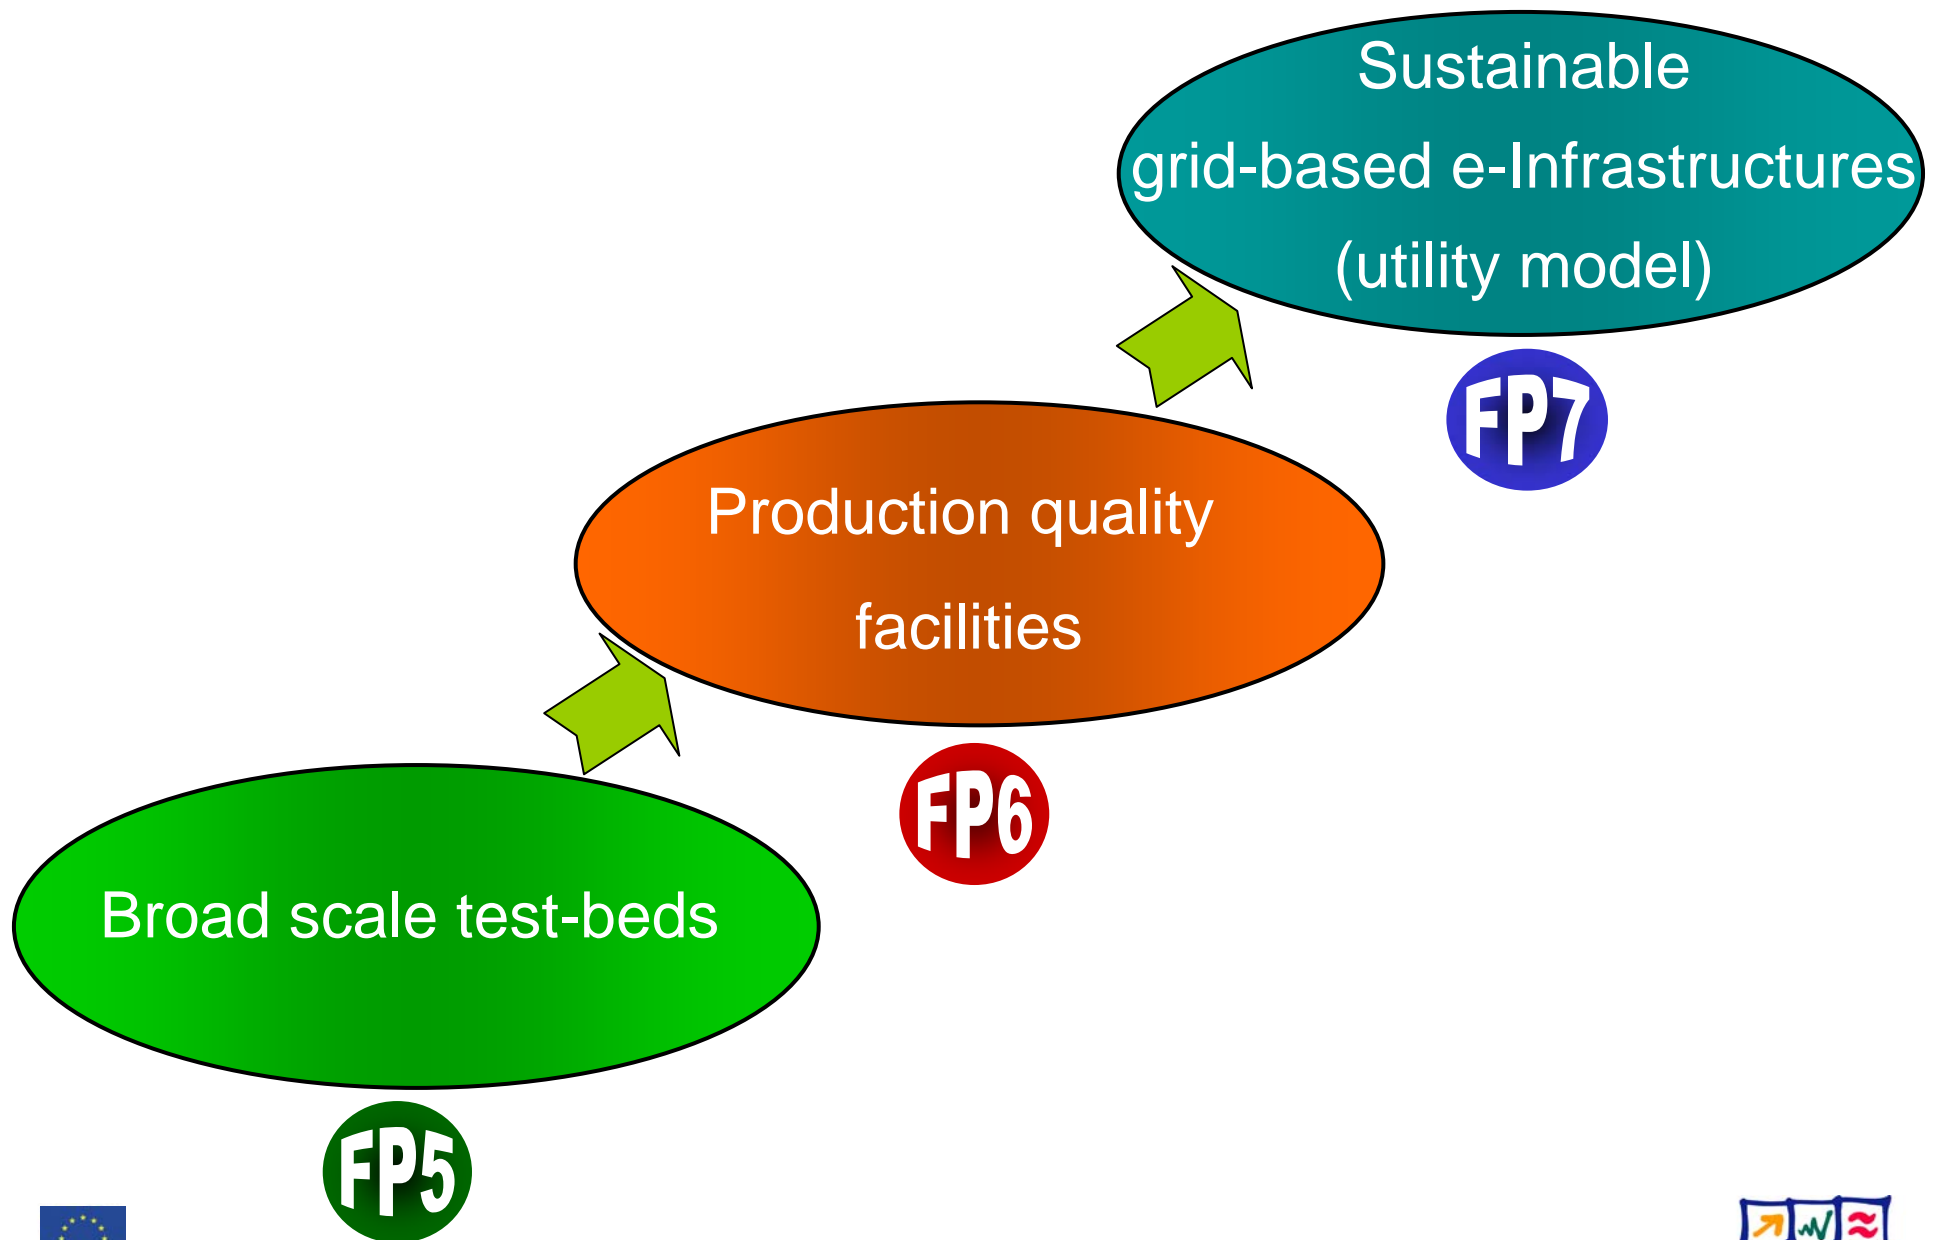 Sustainable
grid-based e-Infrastructures
(utility model)
FP7
Production quality
facilities
FP6
Broad scale test-beds
FP5